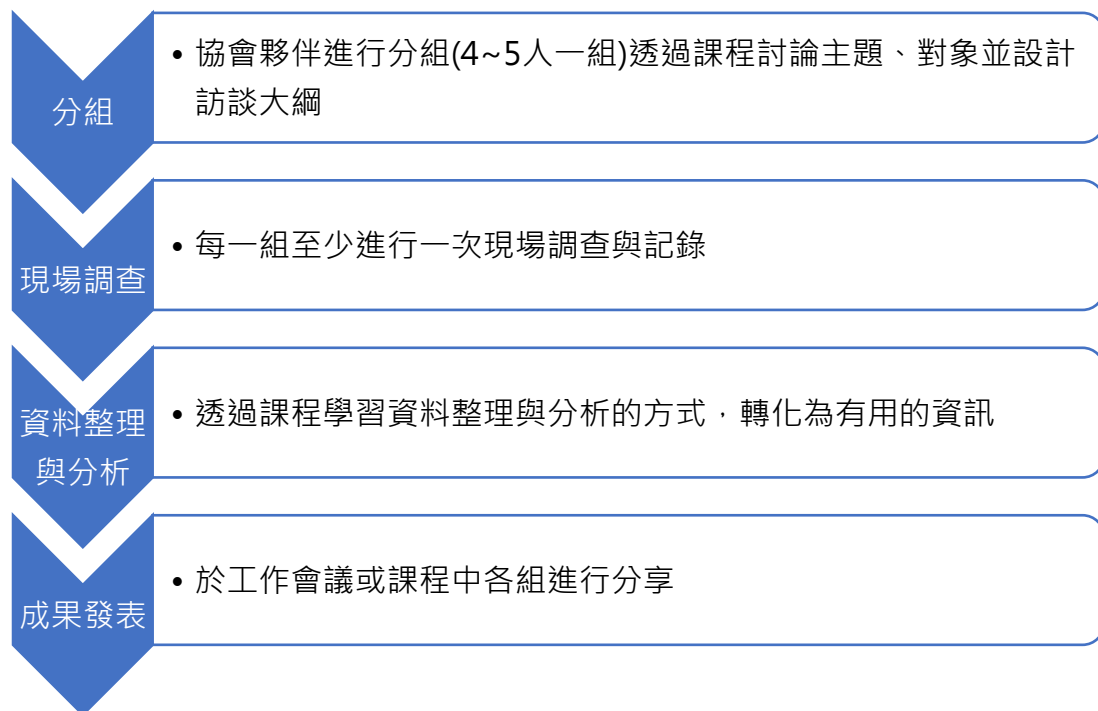 分組
• 協會夥伴進行分組(4~5人一組)透過課程討論主題、對象並設計
訪談大綱
現場調查
• 每一組至少進行一次現場調查與記錄
資料整理
與分析
• 透過課程學習資料整理與分析的方式，轉化為有用的資訊
成果發表
• 於工作會議或課程中各組進行分享